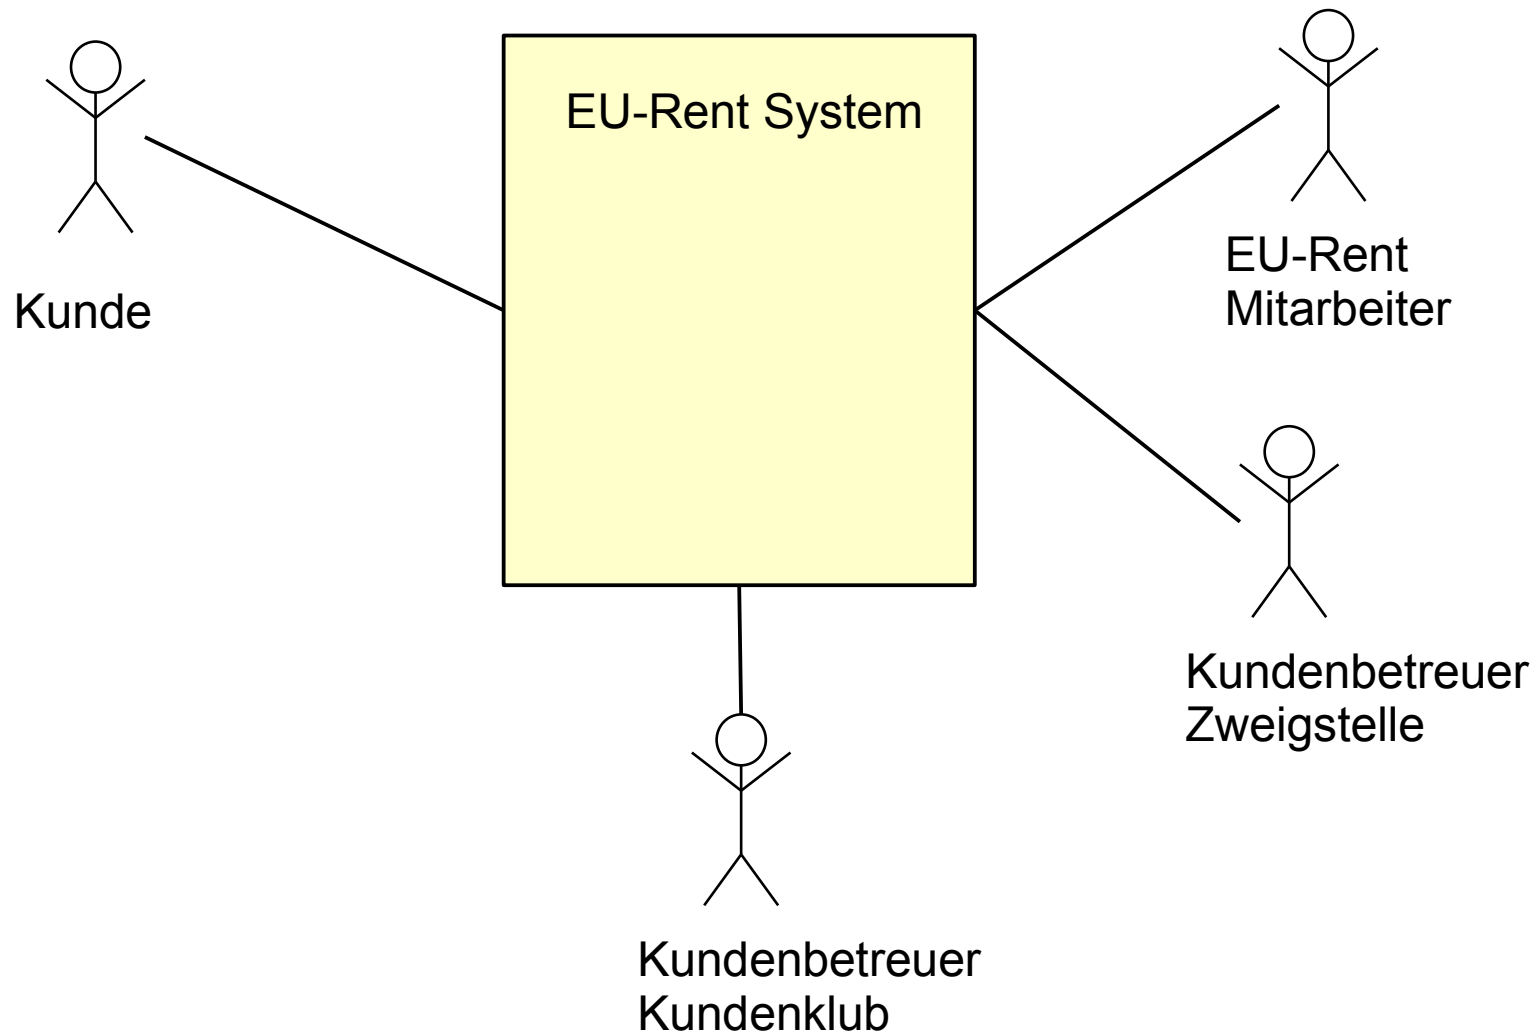 EU-Rent System
Kunde
EU-Rent
Mitarbeiter
Kundenbetreuer
Zweigstelle
Kundenbetreuer
Kundenklub